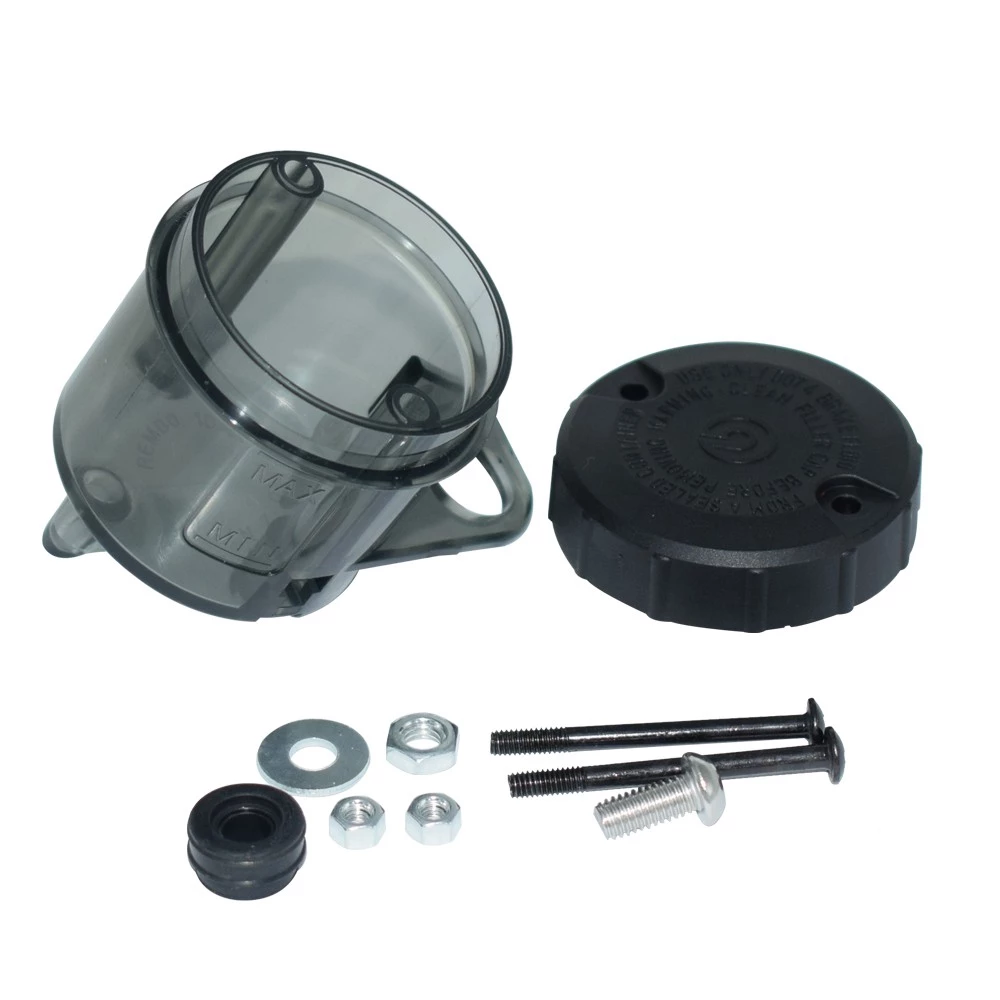 MAX
MIN
USE ONLY DOT 4 BRAKE FLUID
FROM A SEALED CONTAINER
WARNING · CLEAN FILLER CAP BEFORE REMOVING